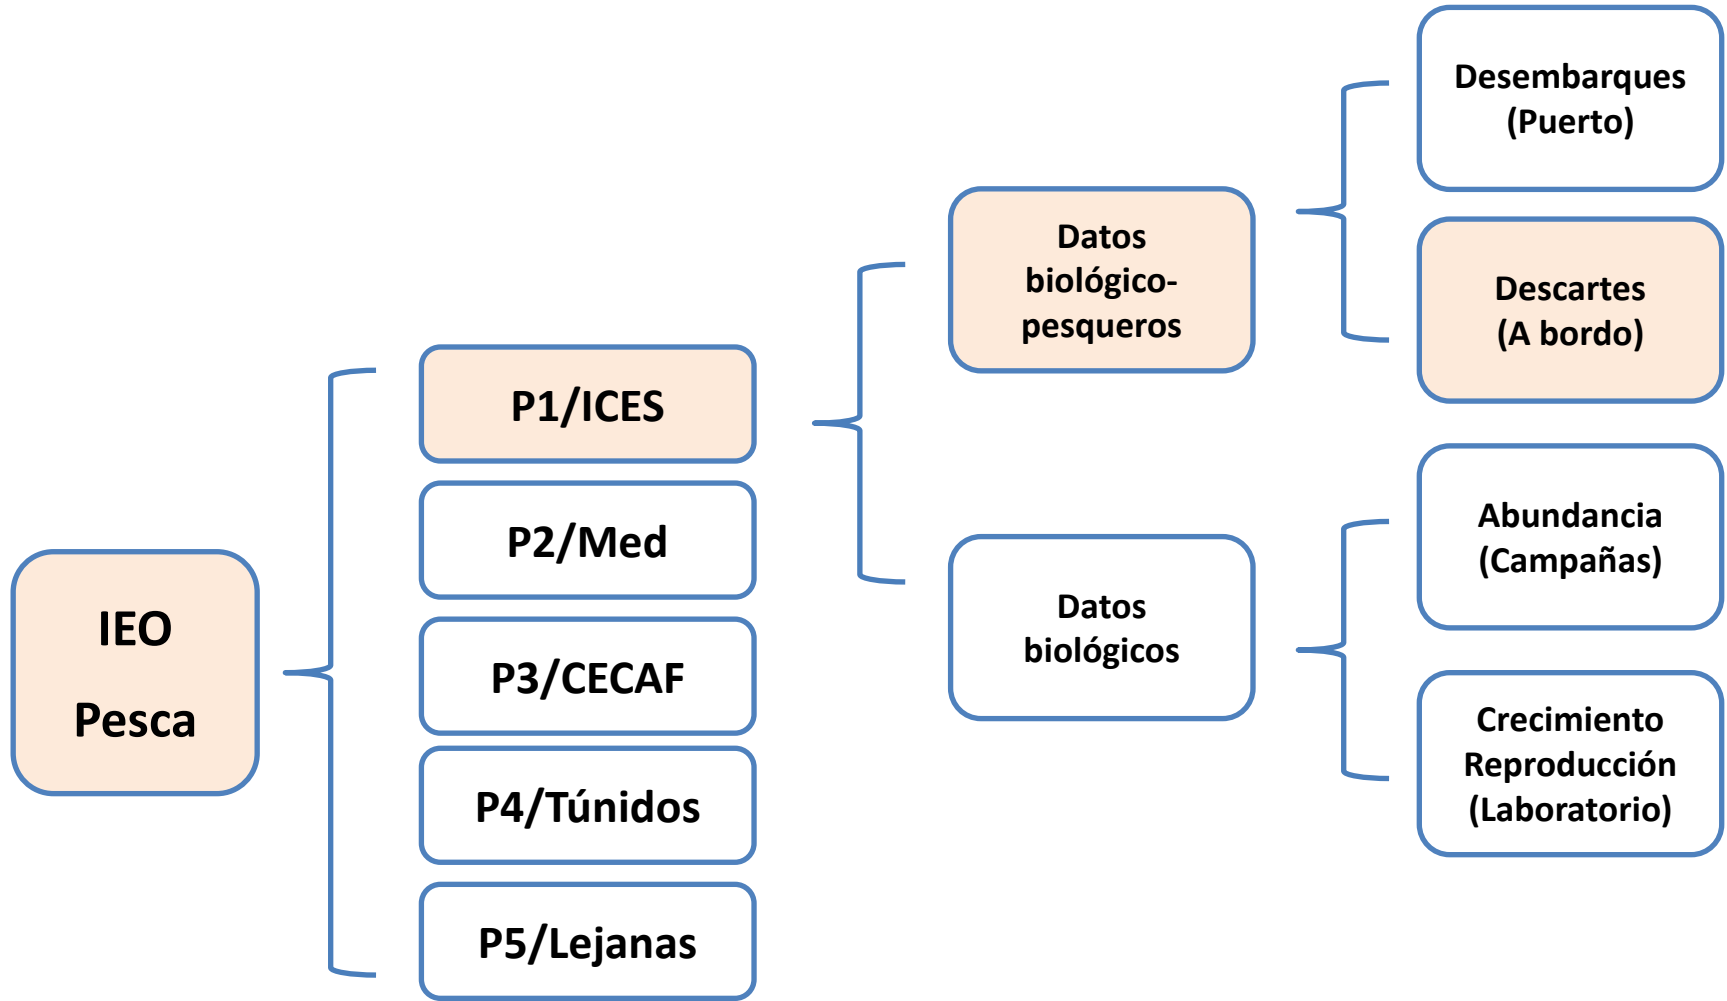 IEO
Pesca
P1/ICES
P2/Med
P3/CECAF
P4/Túnidos
P5/Lejanas
Datos
biológico-
pesqueros
Datos
biológicos
Desembarques
(Puerto)
Descartes
(A bordo)
Abundancia
(Campañas)
Crecimiento
Reproducción
(Laboratorio)